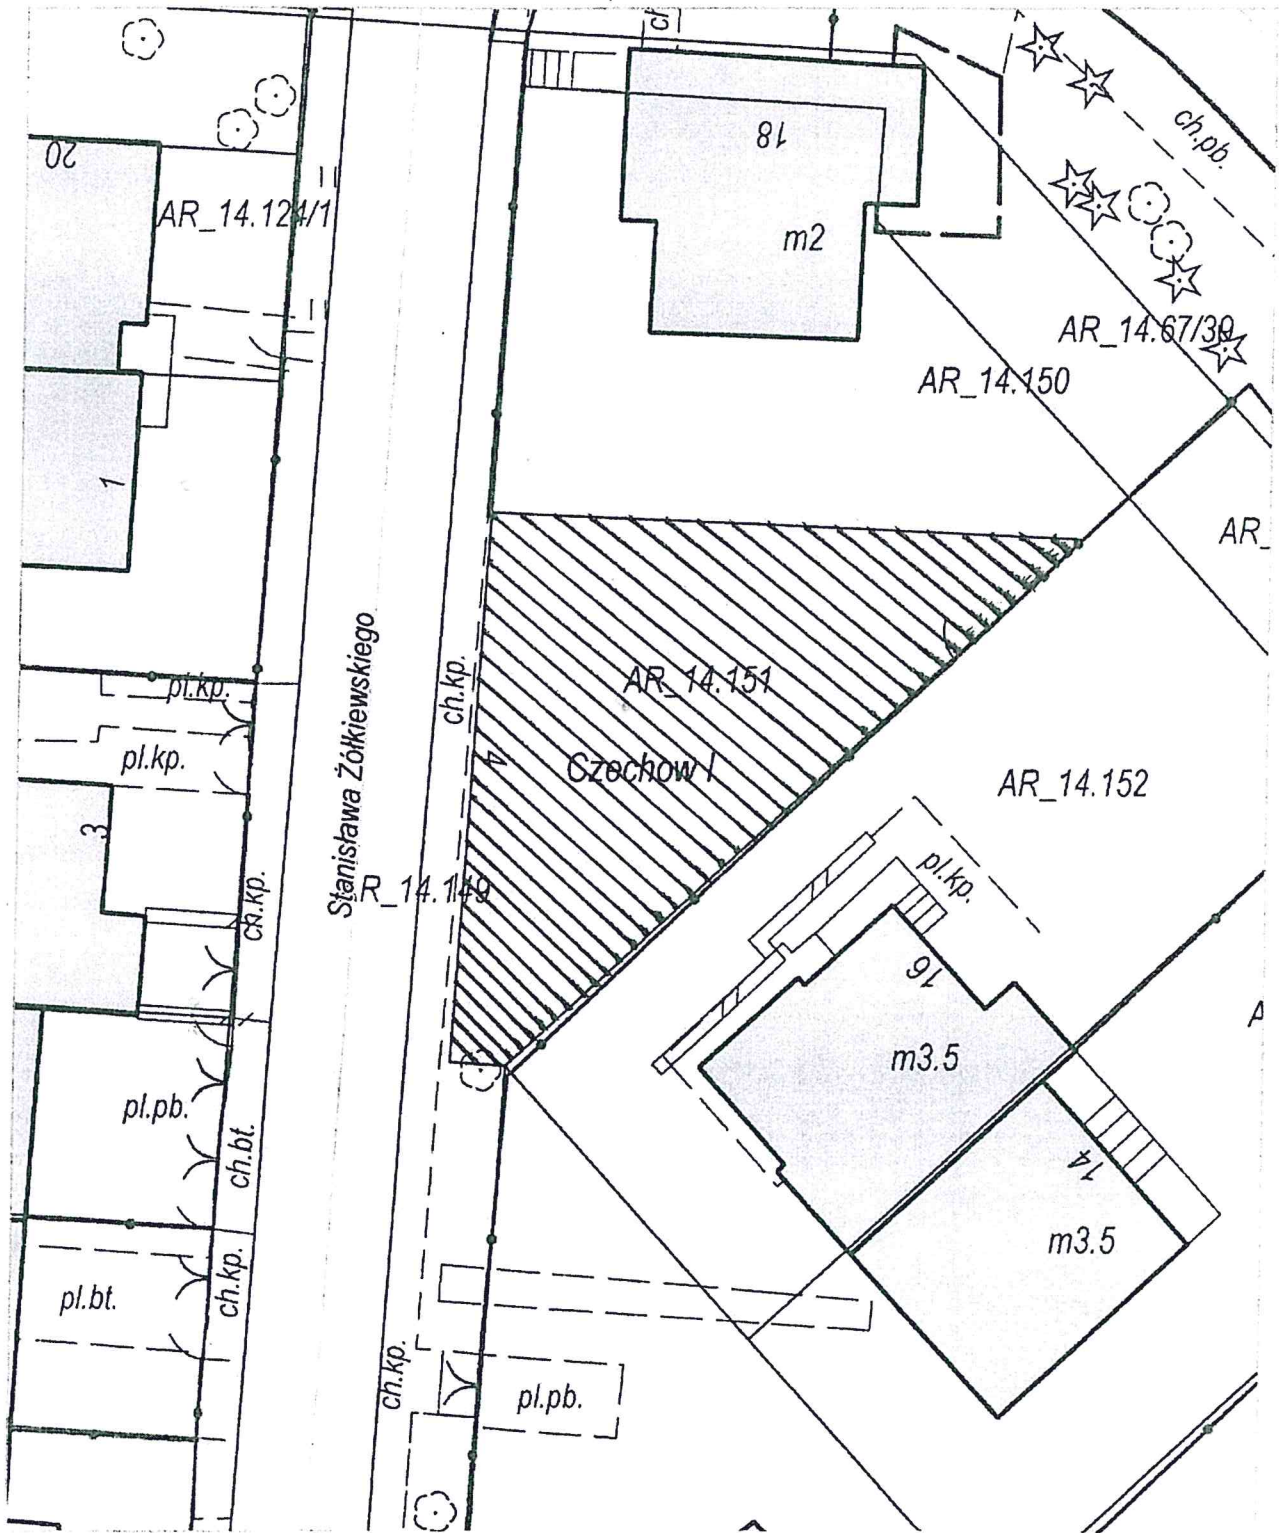 ch.pb.
18
20
AR_14.124/1
m2
AR_14.67/39
AR_14.150
1
AR_
Stanisława Żółkiewskiego
ch.kp.
AR_14.151
pl.kp.
4
Czechow I
pl.kp.
AR_14.152
3
R_14.149
pl.kp.
ch.kp.
16
A
m3.5
pl.pb.
ch.bt.
14
m3.5
ch.kp.
pl.bt.
ch.kp.
pl.pb.